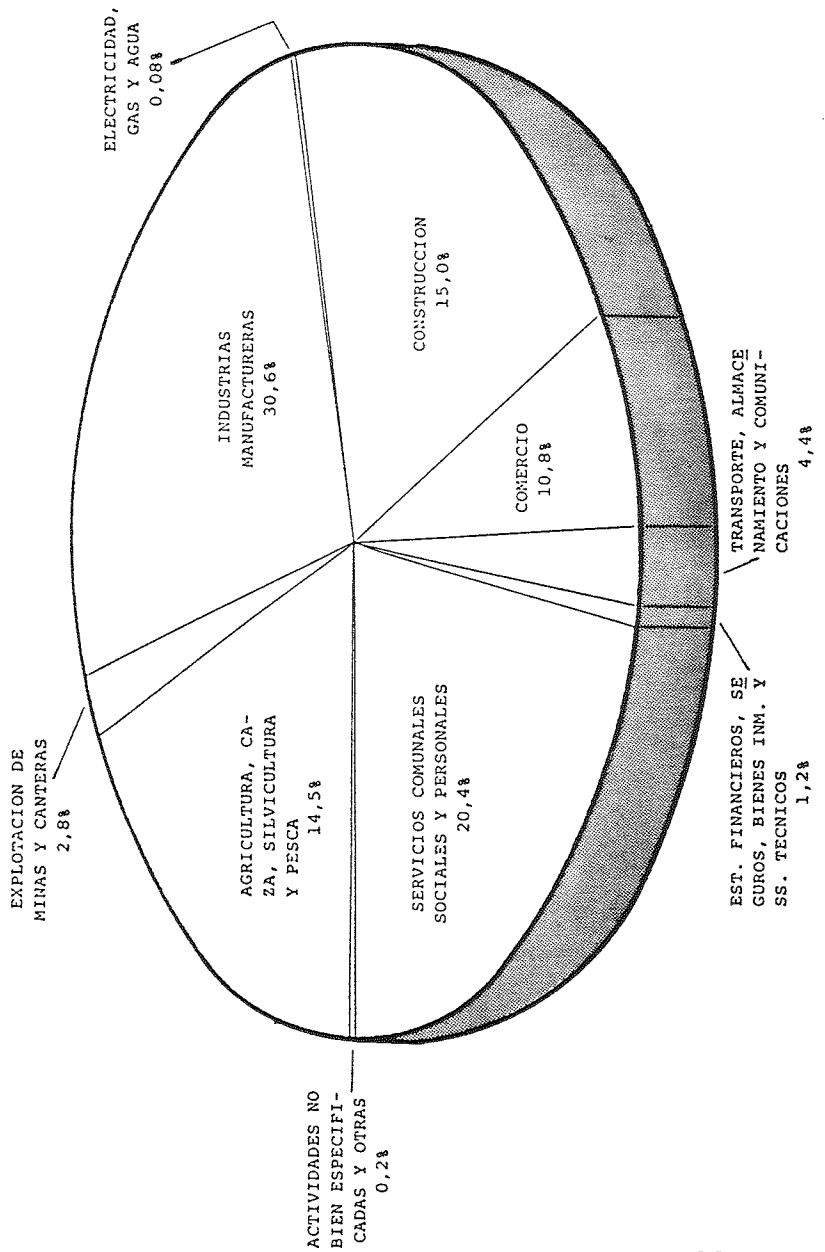 ELECTRICIDAD,
GAS Y AGUA
0,08%
INDUSTRIAS
MANUFACTURERAS
30,6%
CONSTRUCCION
15,0%
COMERCIO
10,8%
TRANSPORTE, ALMACE
NAMIENTO Y COMUNI-
CACIONES
4,4%
EST. FINANCIEROS, SE
GUROS, BIENES INM. Y
SS. TECNICOS
1,2%
SERVICIOS COMUNALES
SOCIALES Y PERSONALES
20,4%
ACTIVIDADES NO
BIEN ESPECIFI-
CADAS Y OTRAS
0,2%
AGRICULTURA, CA-
ZA, SILVICULTURA
Y PESCA
14,5%
EXPLOTACION DE
MINAS Y CANTERAS
2,8%